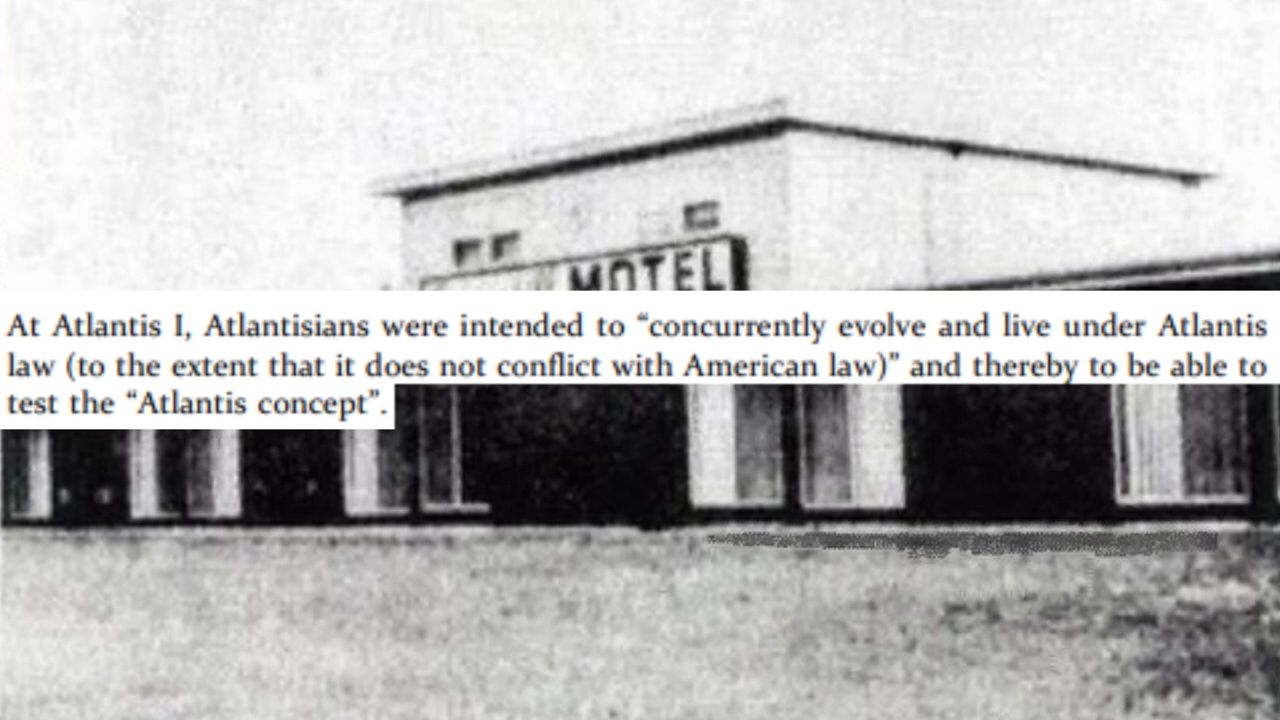 MOTEL
At Atlantis I, Atlantisians were intended to “concurrently evolve and live under Atlantis
law (to the extent that it does not conflict with American law)” and thereby to be able to
test the “Atlantis concept”.